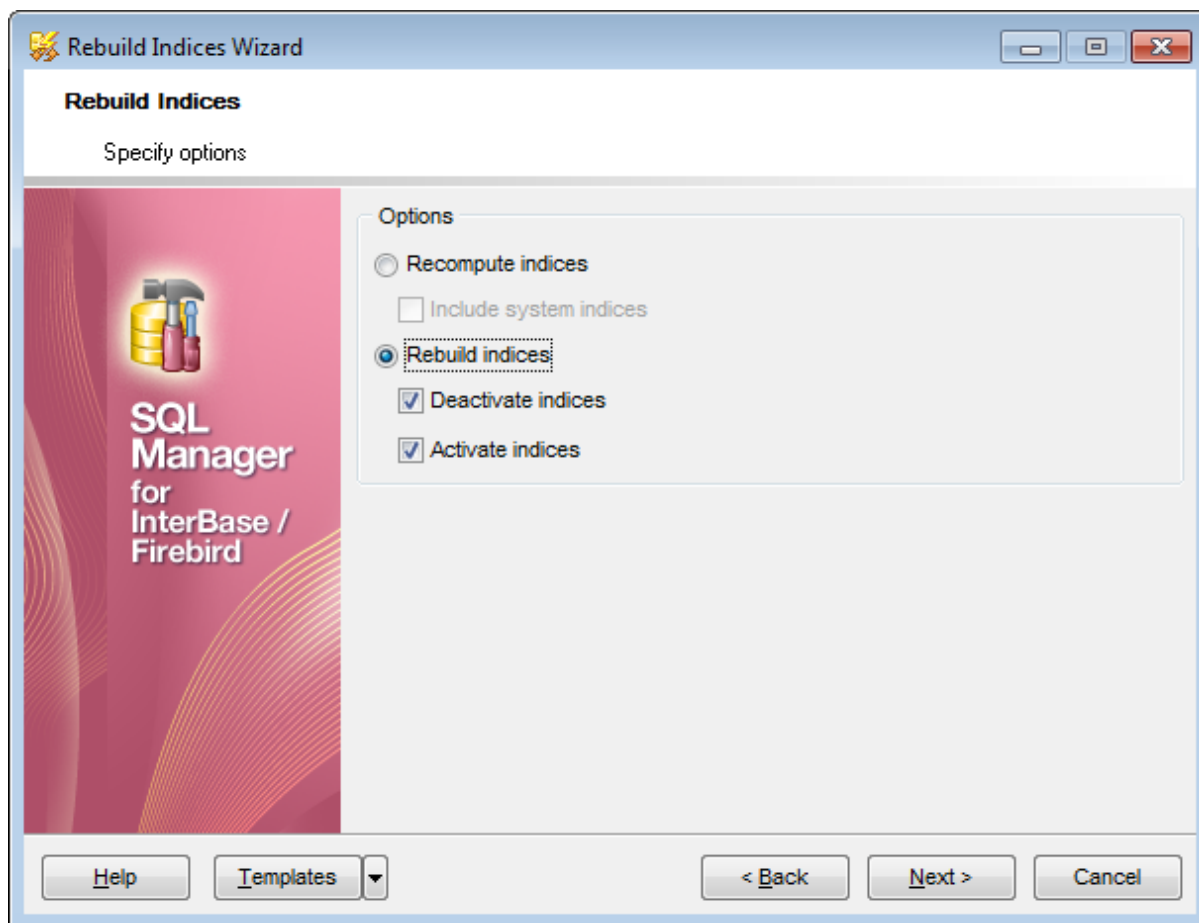 Rebuild Indices Wizard
Rebuild Indices
Specify options
SQL
Manager
for
InterBase /
Firebird
Options
Recompute indices
Include system indices
Rebuild indices
Deactivate indices
Activate indices
Help
Templates
< Back
Next >
Cancel